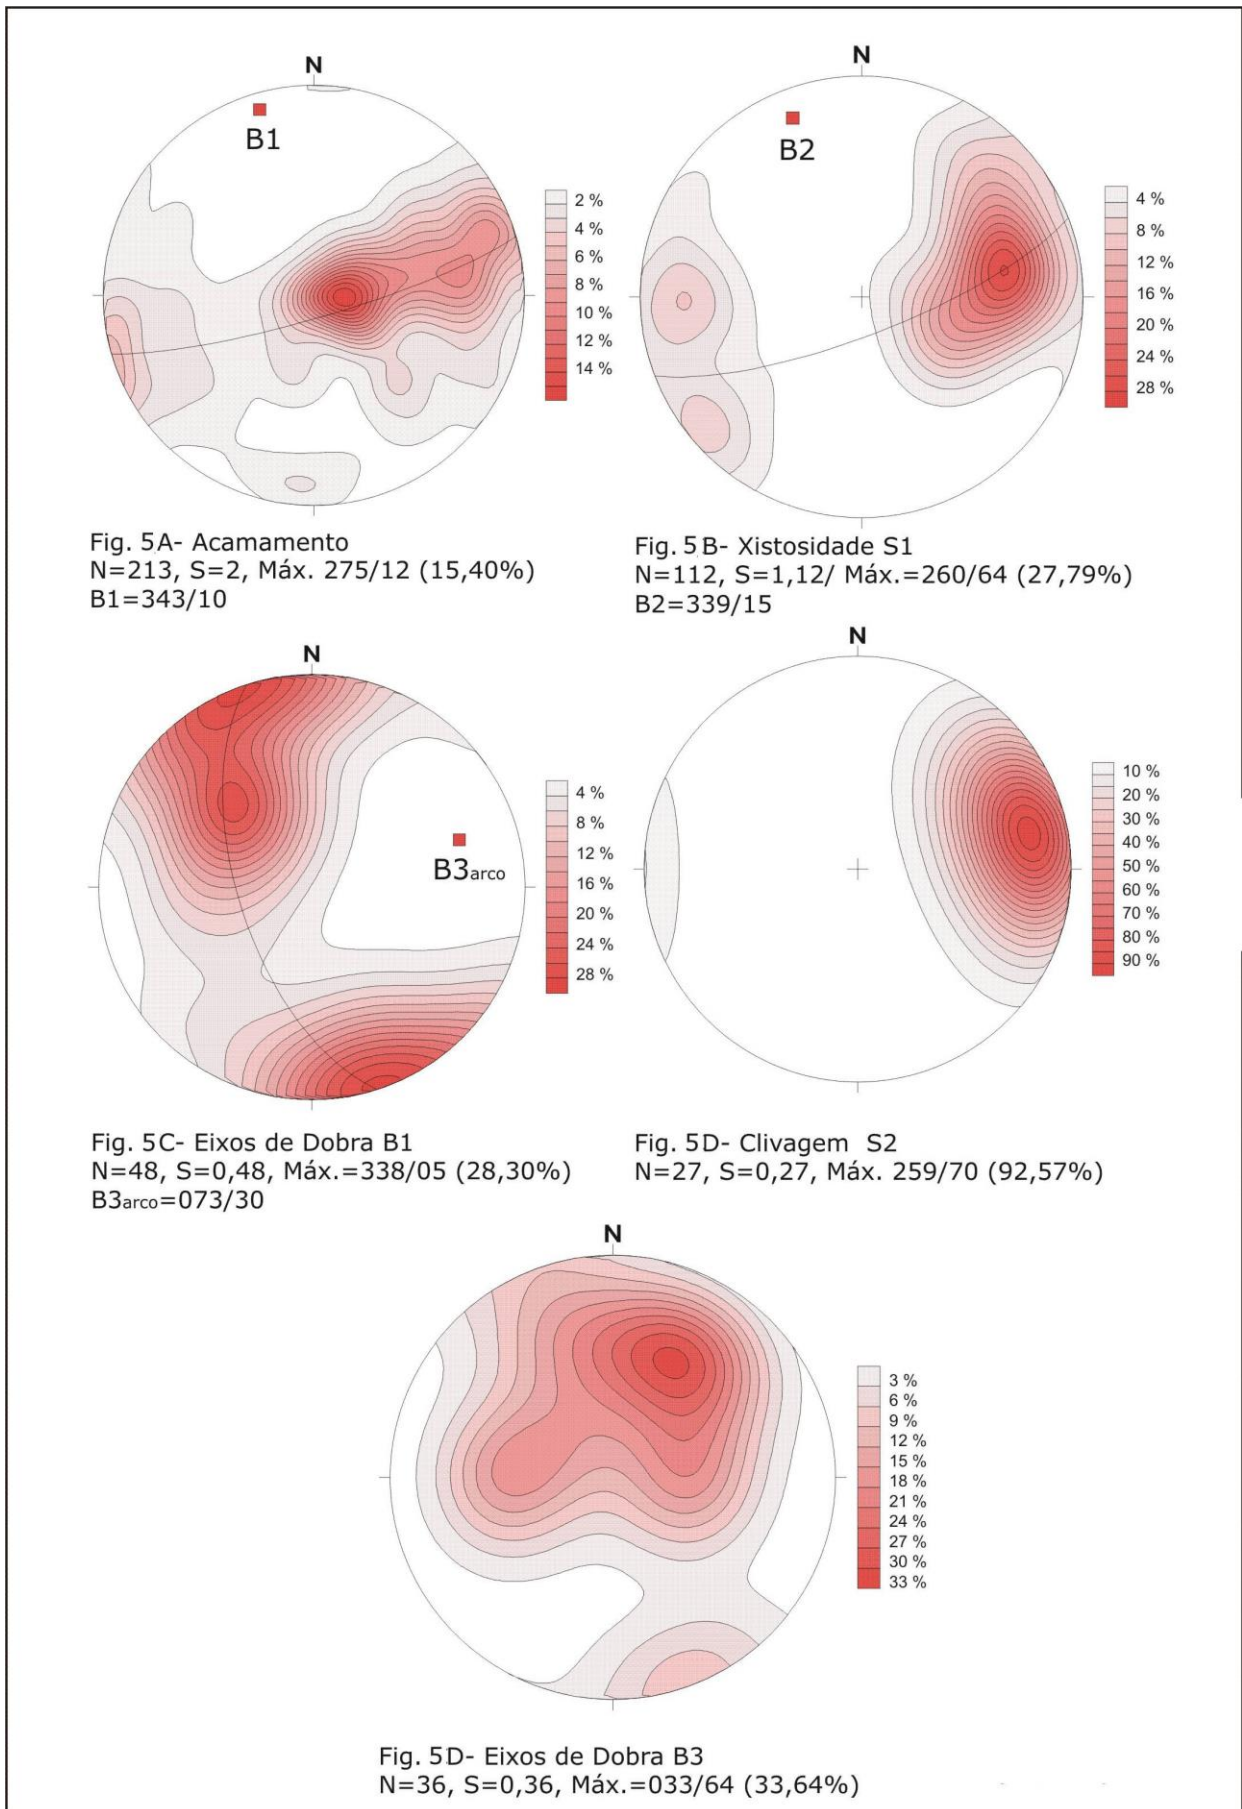 N
B1
2 %
4 %
6 %
8 %
10 %
12 %
14 %
Fig. 5A- Acamamento
N=213, S=2, Máx. 275/12 (15,40%)
B1=343/10
N
B2
4 %
8 %
12 %
16 %
20 %
24 %
28 %
Fig. 5B- Xistosidade S1
N=112, S=1,12/ Máx.=260/64 (27,79%)
B2=339/15
N
B3arco
4 %
8 %
12 %
16 %
20 %
24 %
28 %
Fig. 5C- Eixos de Dobra B1
N=48, S=0,48, Máx.=338/05 (28,30%)
B3arco=073/30
N
10 %
20 %
30 %
40 %
50 %
60 %
70 %
80 %
90 %
Fig. 5D- Clivagem S2
N=27, S=0,27, Máx. 259/70 (92,57%)
N
3 %
6 %
9 %
12 %
15 %
18 %
21 %
24 %
27 %
30 %
33 %
Fig. 5D- Eixos de Dobra B3
N=36, S=0,36, Máx.=033/64 (33,64%)